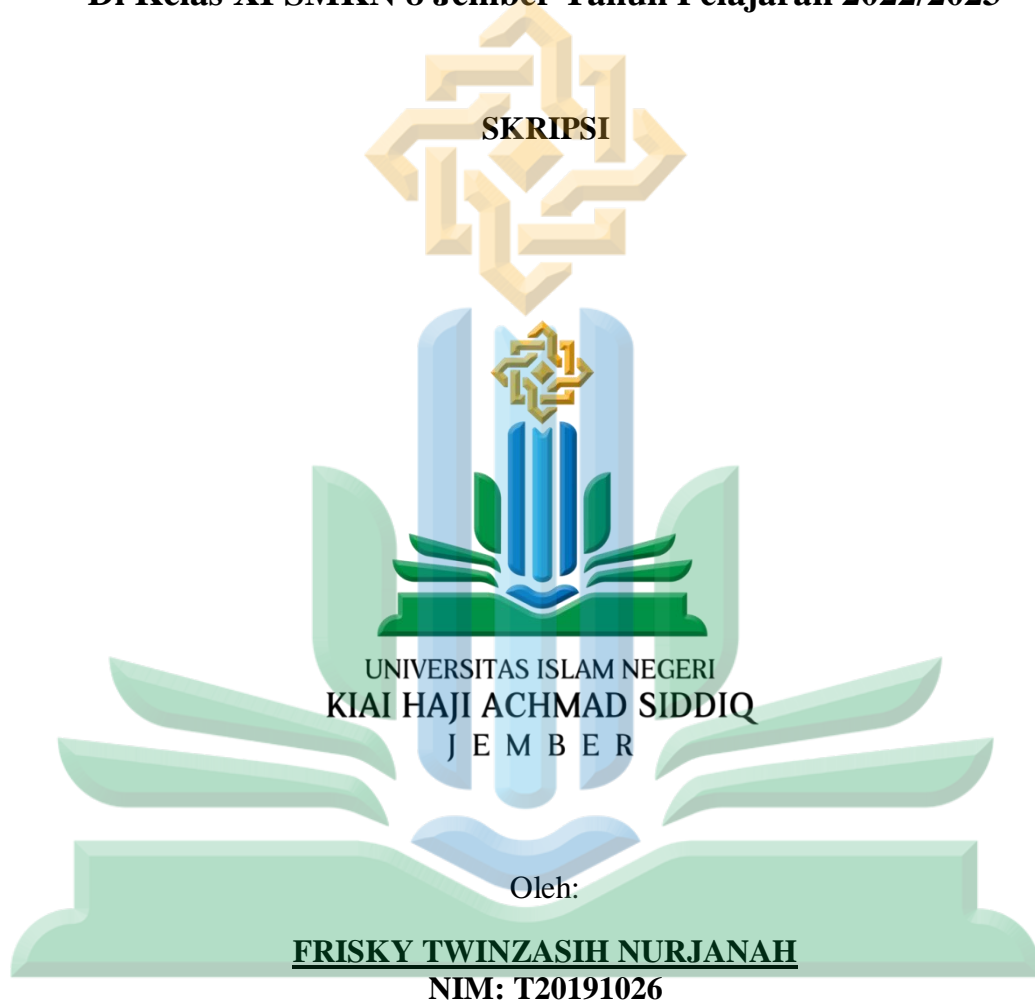 Di Kelas XI SMKN Jember Tahun Pelajaran 2022/2023
SKRIPSI
UNIVERSITAS ISLAM NEGERI
KIAI HAJI ACHMAD SIDDIQ
JEMBER
Oleh:
FRISKY TWINZASIH NURJANAH
NIM: T20191026